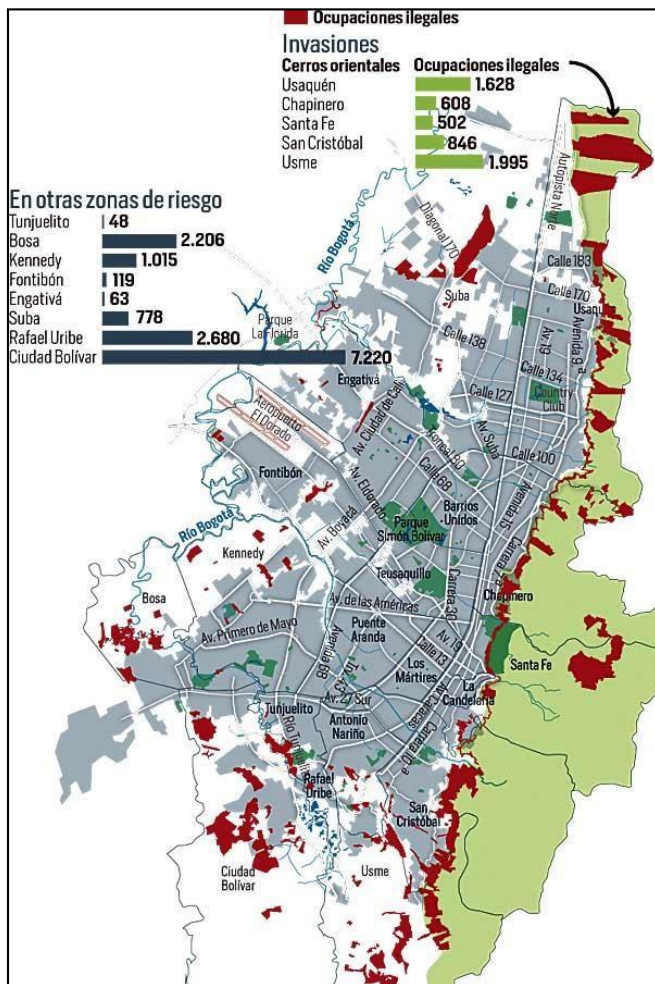 Ocupaciones ilegales
Invasiones
Cerros orientales Ocupaciones ilegales
Usaquén 1.628
Chapinero 608
Santa Fe 502
San Cristóbal 846
Usme 1.995
En otras zonas de riesgo
Tunjuelito 48
Bosa 2.206
Kennedy 1.015
Fontibón 119
Engativá 63
Suba 778
Rafael Uribe 2.680
Ciudad Bolívar 7.220
Autopista Norte
Río Bogotá
Diagonal 170
Calle 183
Calle 170
Suba
Usaqu
Parque La Florida
Calle 138
Av. 19
Avenida 9.a
Calle 134
Country Club
Engativá
Calle 127
Av. Ciudad de Cali
Av. Suba
Aeropuerto El Dorado
Calle 100
Calle 68
Av. Eldorado
Fontibón
Barrios Unidos
Avenida 15
Parque Simón Bolívar
Río Bogotá
Av. Boyacá
Carrera 7.a
Kennedy
Teusaquillo
Carrera 30
Chapinero
Bosa
Av. de las Américas
Av. Primero de Mayo
Puente Aranda
Av. 19
Calle 13
Avenida 68
Santa Fe
Los Mártires
La Candelaria
Av. 27 Sur
Av. Caracas
Tunjuelito
Antonio Nariño
Carrera 10.a
Rafael Uribe
San Cristóbal
Ciudad Bolívar
Usme